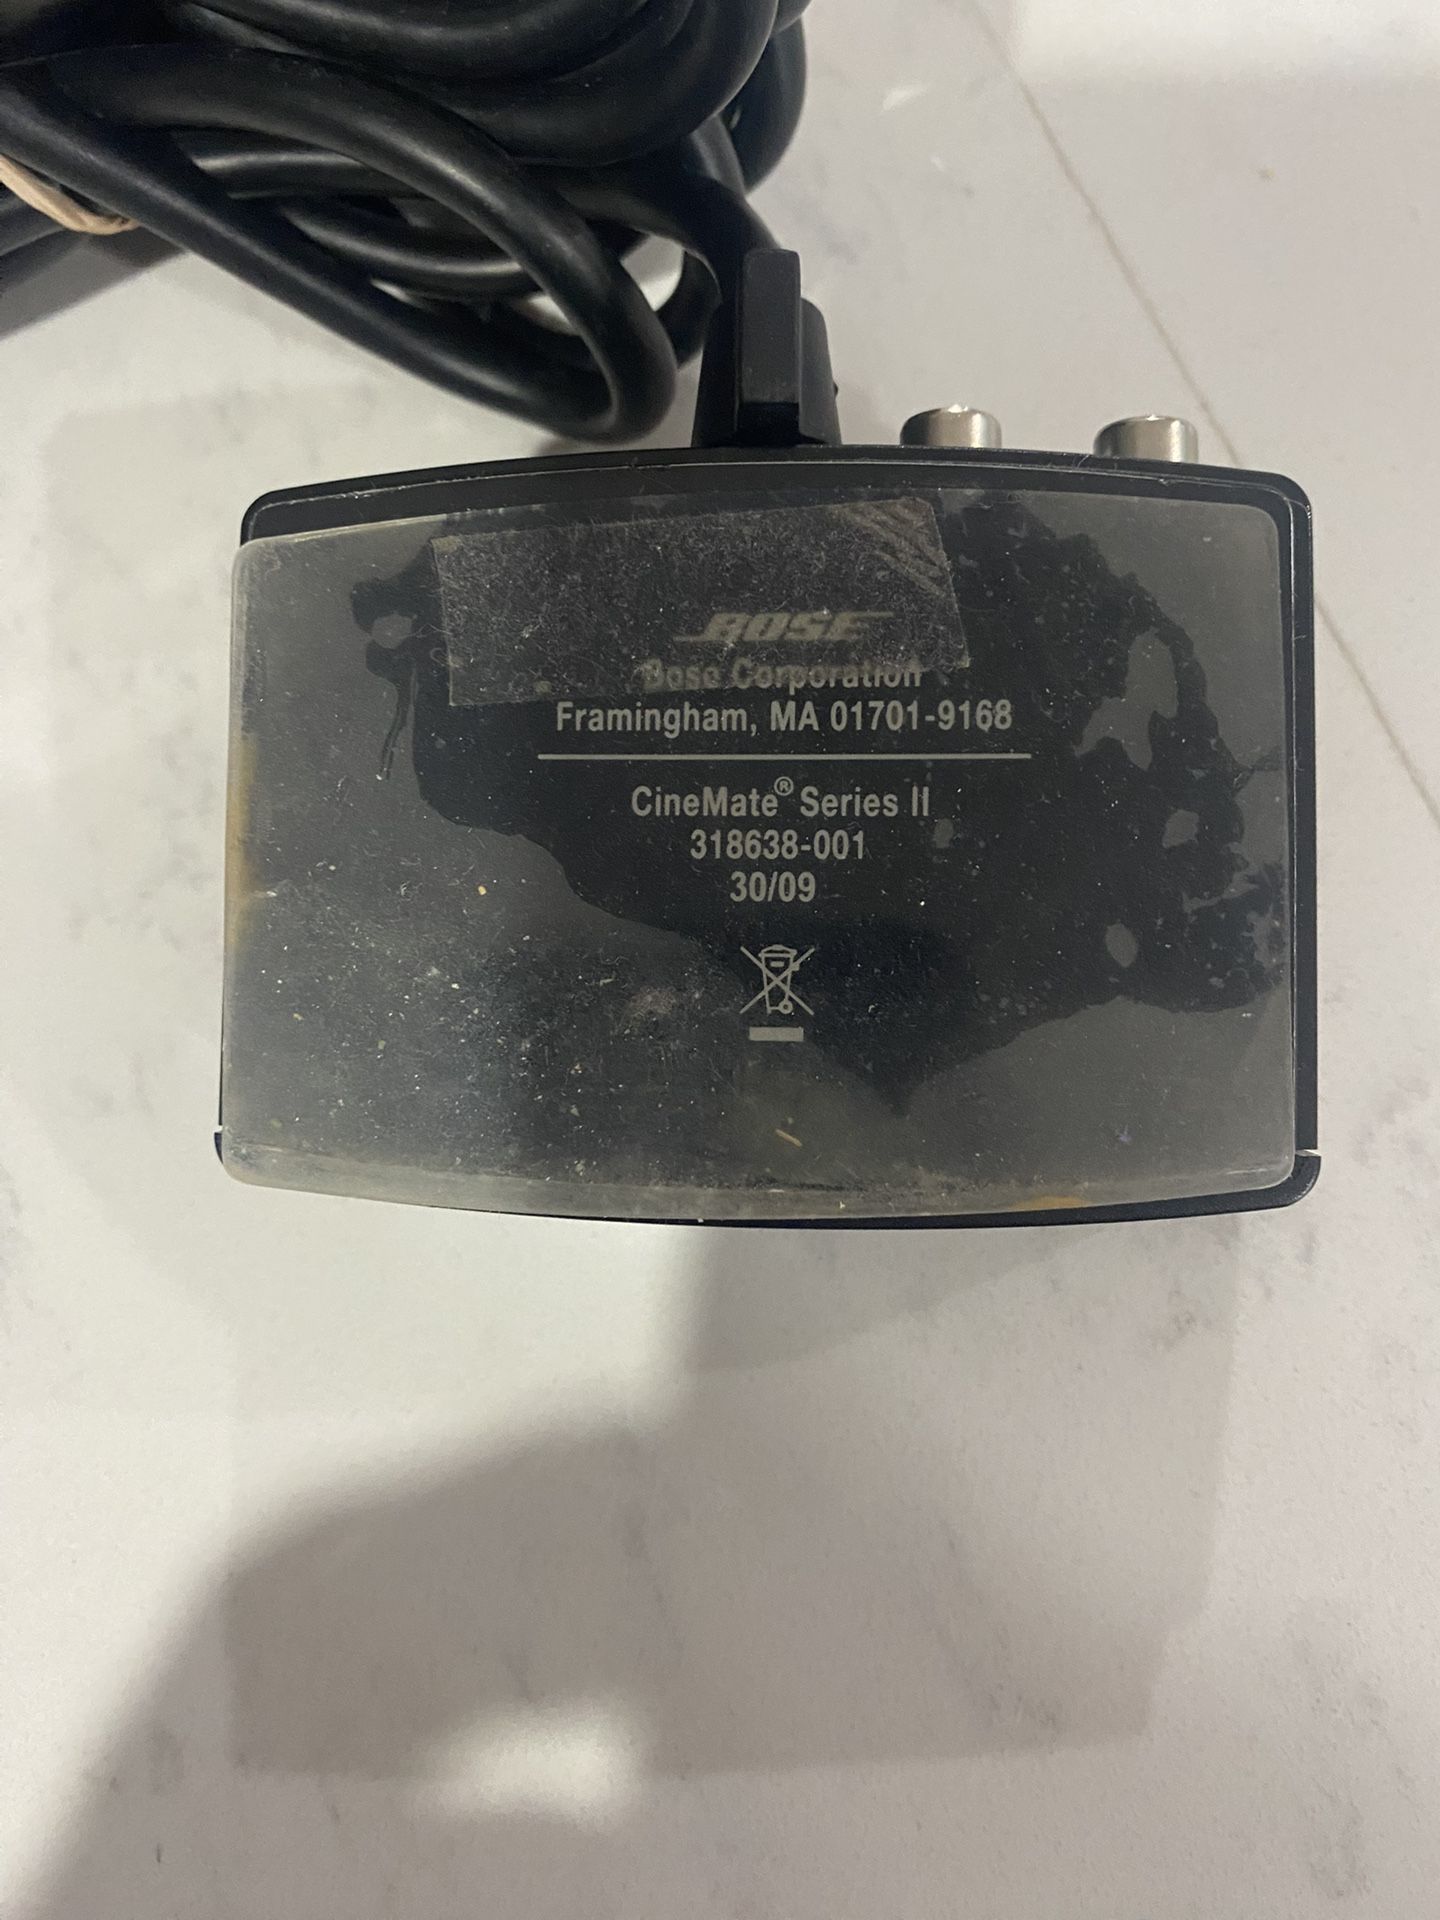 BOSE
Bose Corporation
Framingham, MA 01701-9168
CineMate® Series II
318638-001
30/09